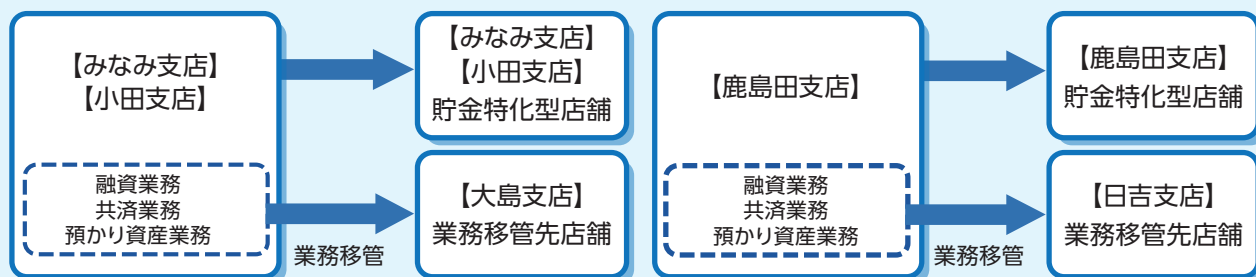 【みなみ支店】
【小田支店】
融資業務
共済業務
預かり資産業務
業務移管
【みなみ支店】
【小田支店】
貯金特化型店舗
【大島支店】
業務移管先店舗
【鹿島田支店】
融資業務
共済業務
預かり資産業務
業務移管
【鹿島田支店】
貯金特化型店舗
【日吉支店】
業務移管先店舗